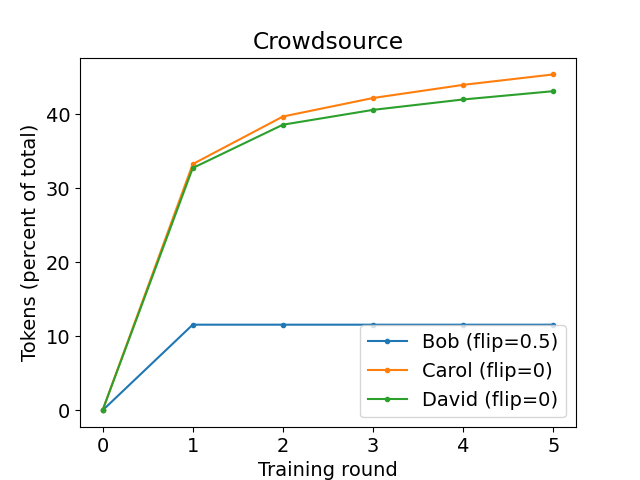 Crowdsource
Tokens (percent of total)
40
30
20
10
0
0 1 2 3 4 5
Training round
Bob (flip=0.5)
Carol (flip=0)
David (flip=0)